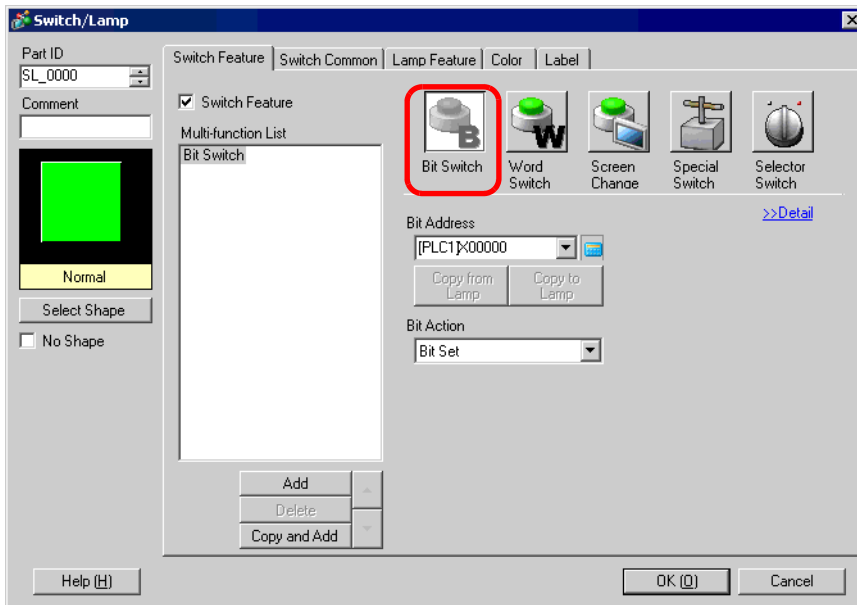 Switch/Lamp
Part ID
SL_0000
Comment
Normal
Select Shape
No Shape
Switch Feature
Switch Common
Lamp Feature
Color
Label
Switch Feature
Multi-function List
Bit Switch
Add
Delete
Copy and Add
B
Bit Switch
W
Word
Switch
Screen
Change
Special
Switch
Selector
Switch
>>Detail
Bit Address
[PLC1]X00000
Copy from
Lamp
Copy to
Lamp
Bit Action
Bit Set
Help (H)
OK (O)
Cancel